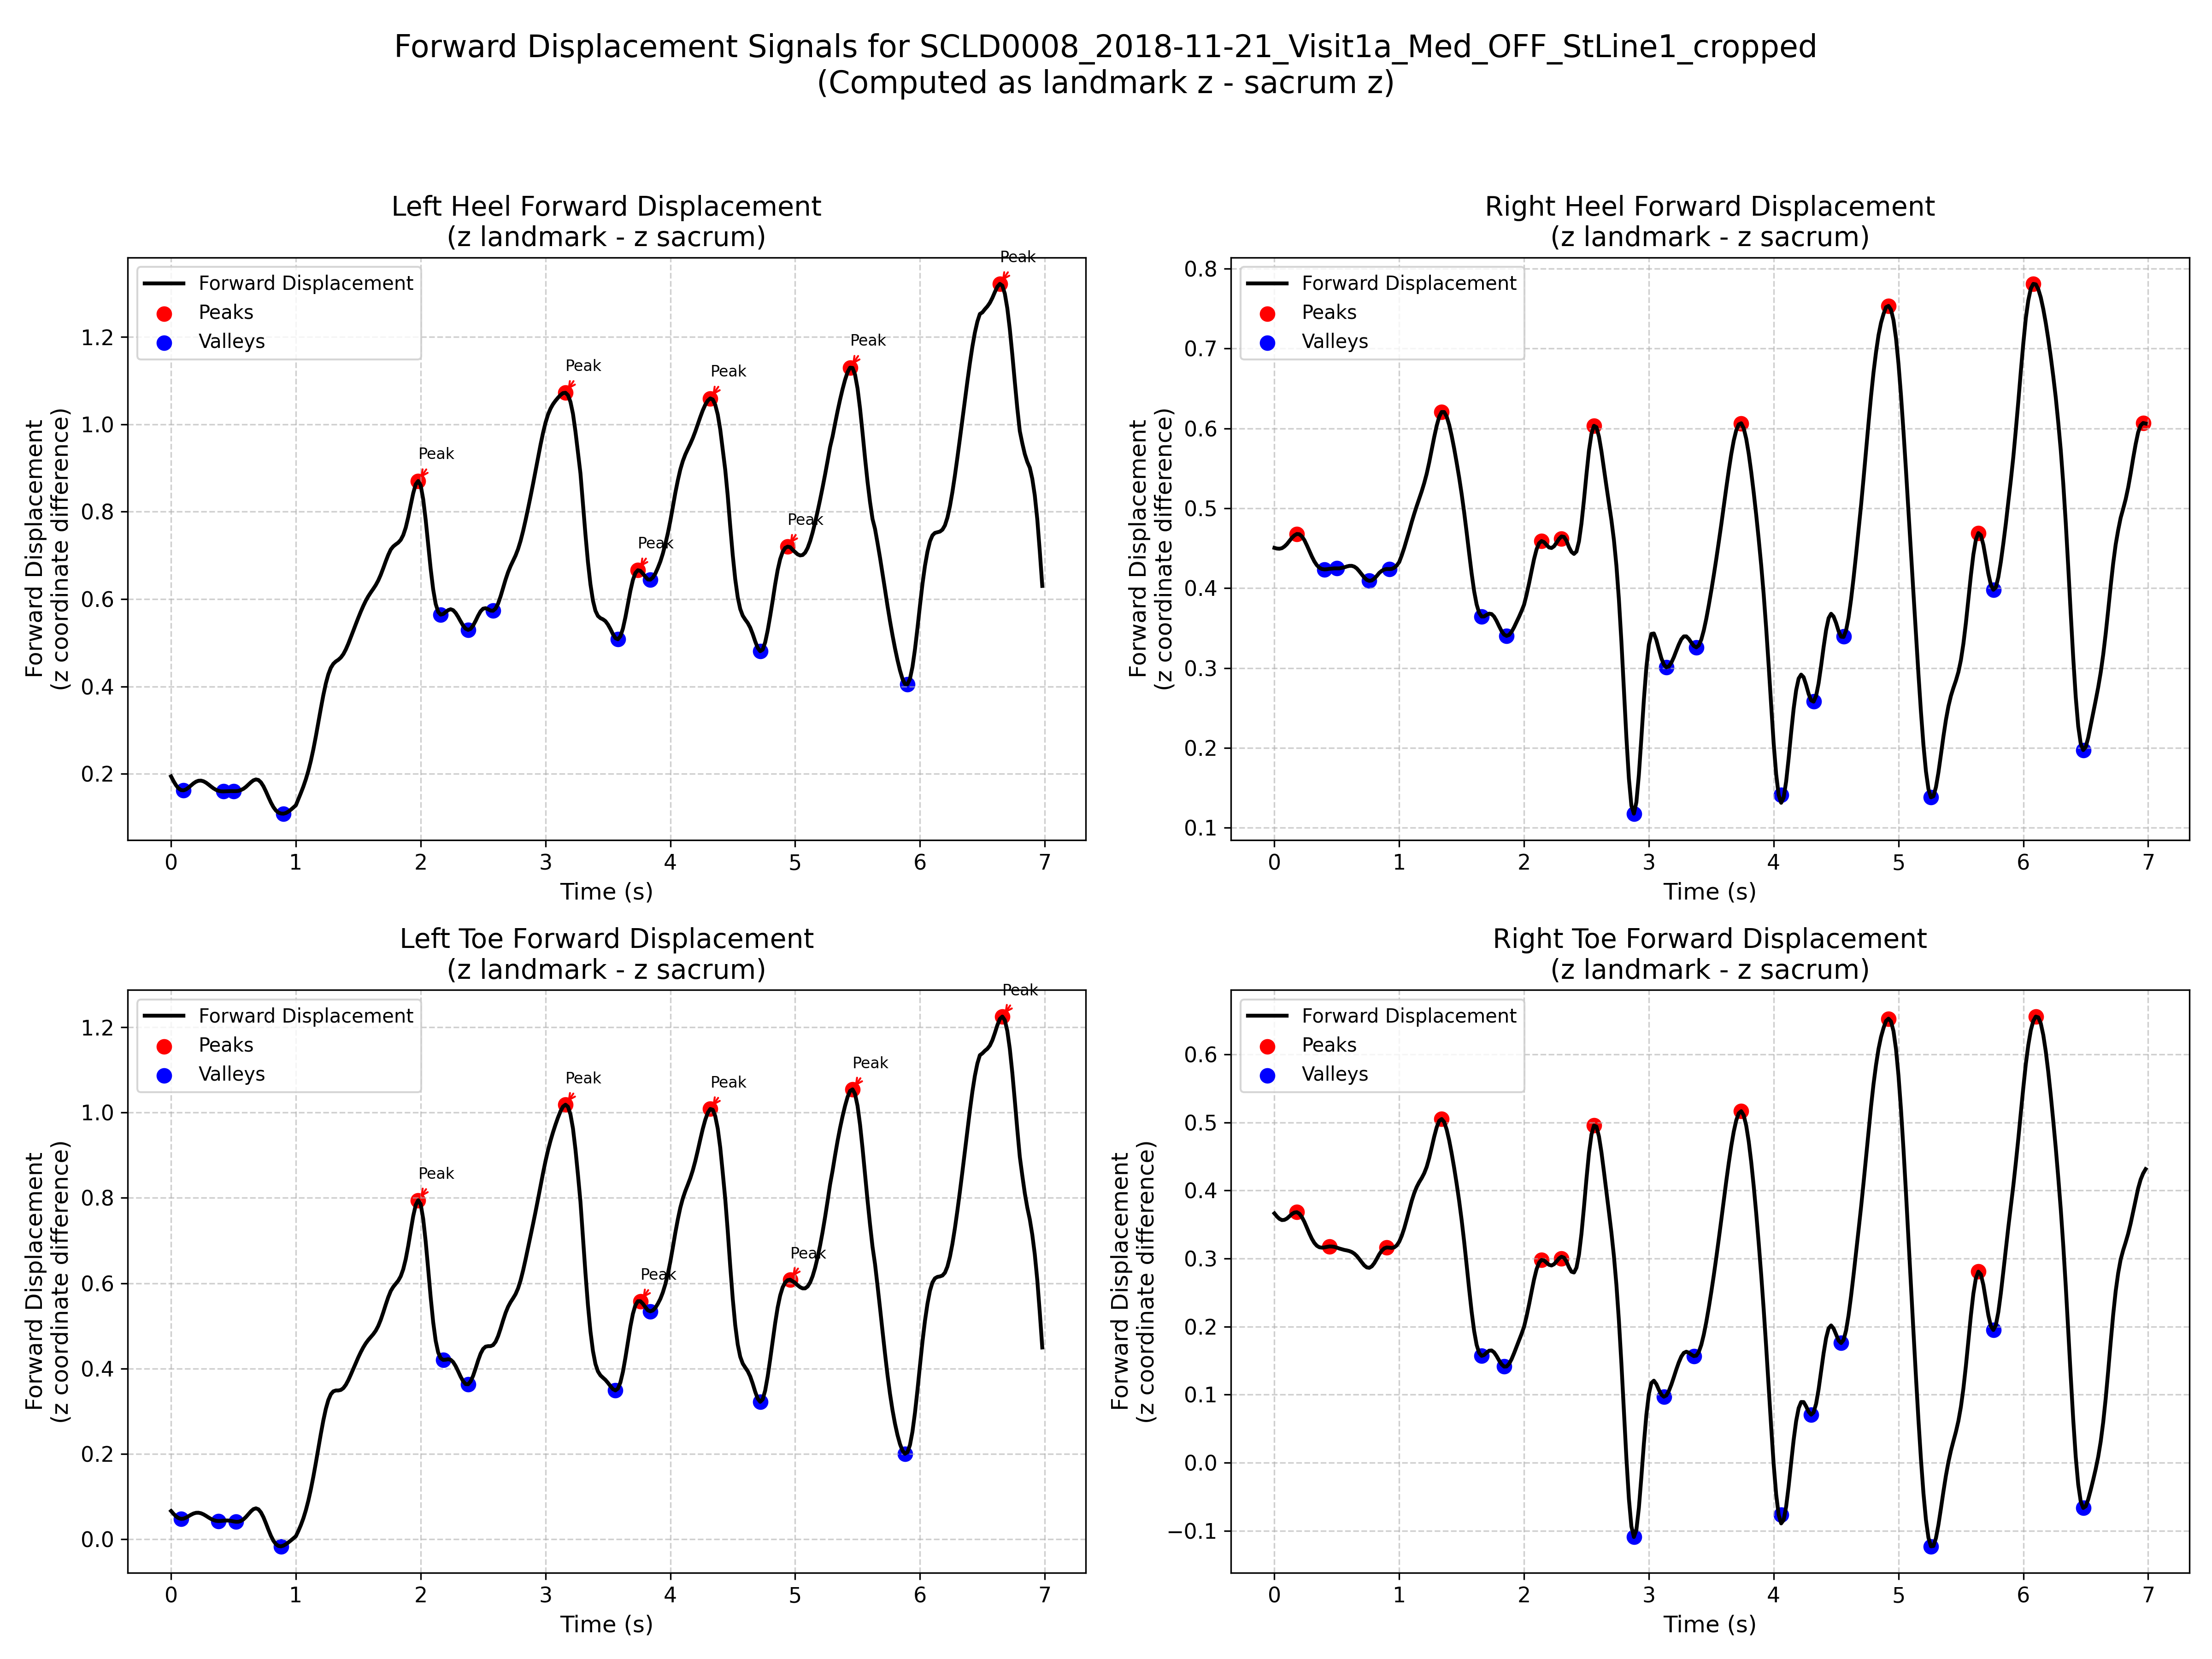 Forward Displacement Signals for SCLD0008_2018-11-21_Visit1a_Med_OFF_StLine1_cropped
(Computed as landmark z - sacrum z)
Left Heel Forward Displacement
(z landmark - z sacrum)
Forward Displacement
Peaks
Valleys
Peak
Peak
Peak
Peak
Peak
Peak
Peak
Forward Displacement
(z coordinate difference)
1.2
1.0
0.8
0.6
0.4
0.2
0 1 2 3 4 5 6 7
Time (s)
Right Heel Forward Displacement
(z landmark - z sacrum)
Forward Displacement
Peaks
Valleys
Forward Displacement
(z coordinate difference)
0.8
0.7
0.6
0.5
0.4
0.3
0.2
0.1
0 1 2 3 4 5 6 7
Time (s)
Left Toe Forward Displacement
(z landmark - z sacrum)
Forward Displacement
Peaks
Valleys
Peak
Peak
Peak
Peak
Peak
Peak
Peak
Forward Displacement
(z coordinate difference)
1.2
1.0
0.8
0.6
0.4
0.2
0.0
0 1 2 3 4 5 6 7
Time (s)
Right Toe Forward Displacement
(z landmark - z sacrum)
Forward Displacement
Peaks
Valleys
Forward Displacement
(z coordinate difference)
0.6
0.5
0.4
0.3
0.2
0.1
0.0
−0.1
0 1 2 3 4 5 6 7
Time (s)